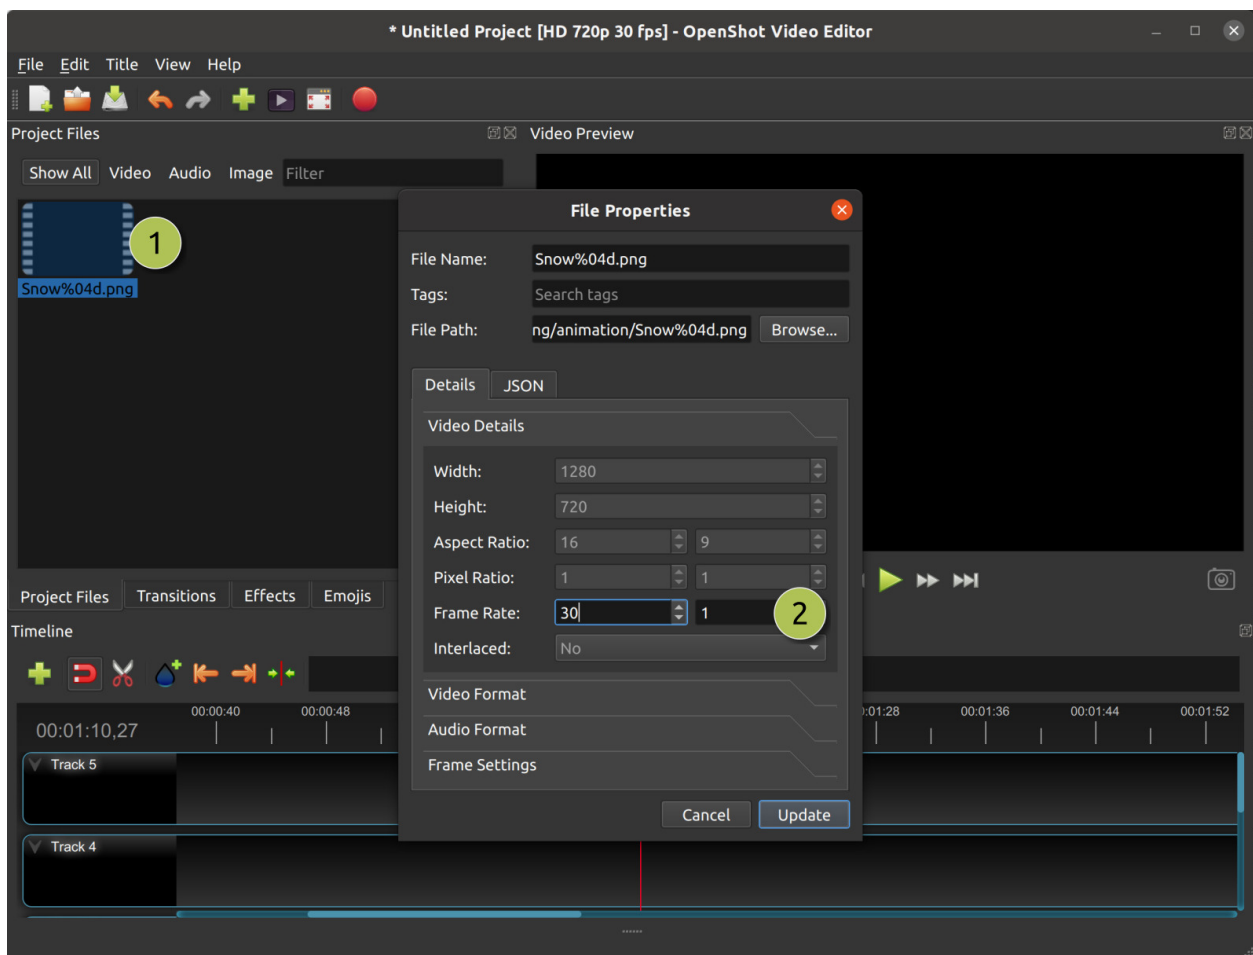 * Untitled Project [HD 720p 30 fps] - OpenShot Video Editor
File Edit Title View Help
Project Files
Video Preview
Show All Video Audio Image Filter
1
Snow%04d.png
File Properties
File Name: Snow%04d.png
Tags: Search tags
File Path: ng/animation/Snow%04d.png Browse...
Details JSON
Video Details
Width: 1280
Height: 720
Aspect Ratio: 16 9
Pixel Ratio: 1 1
Frame Rate: 30 1 2
Interlaced: No
Video Format
Audio Format
Frame Settings
Cancel Update
Project Files Transitions Effects Emojis
Timeline
00:01:10,27
00:00:40 00:00:48 :01:28 00:01:36 00:01:44 00:01:52
Track 5
Track 4